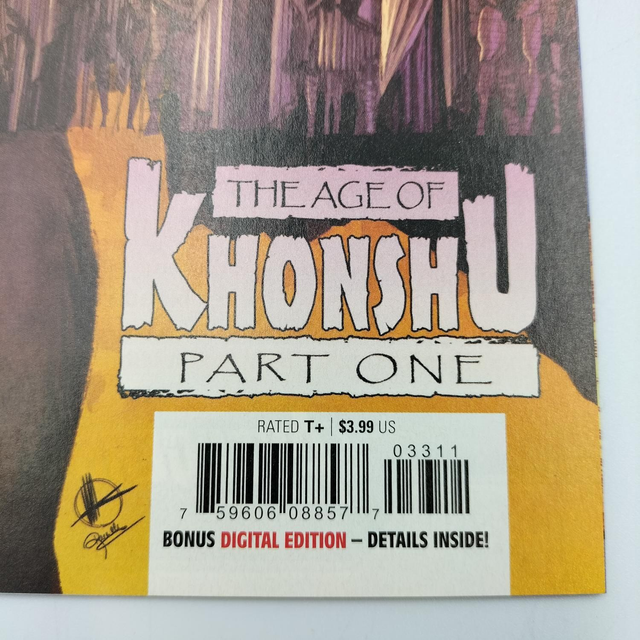 THE AGE OF
KHONSHU
PART ONE
RATED T+ | $3.99 US
03311
7 59606 08857 7
BONUS DIGITAL EDITION – DETAILS INSIDE!